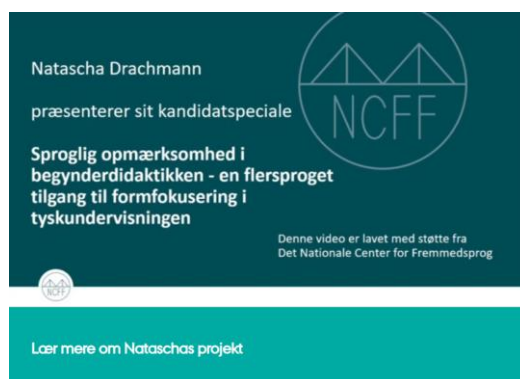 Natascha Drachmann
præsenterer sit kandidatspeciale
NCFF
Sproglig opmærksomhed i
begynderdidaktikken - en flersproget
tilgang til formfokusering i
tyskundervisningen
Denne video er lavet med støtte fra
Det Nationale Center for Fremmedsprog
NCFF
Lær mere om Nataschas projekt